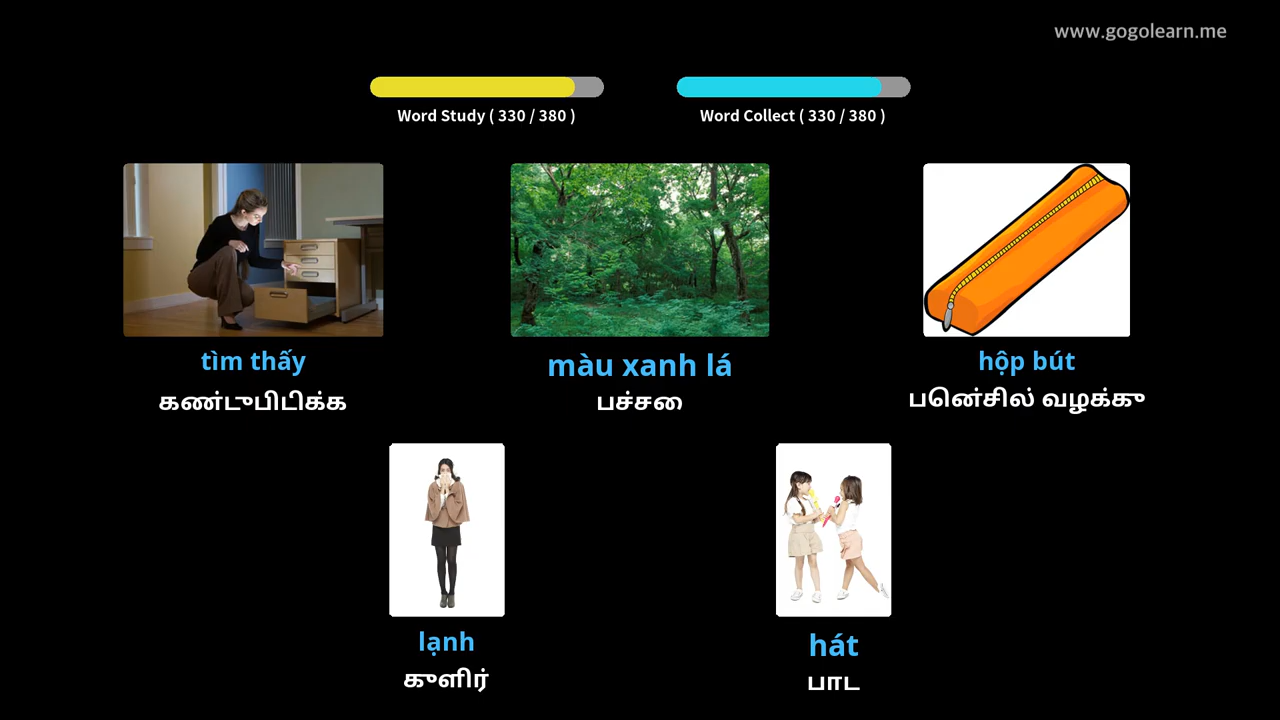 www.gogolearn.me
Word Study ( 330 / 380 )
Word Collect ( 330 / 380 )
tìm thấy
கண்டுபிடிக்க
màu xanh lá
பச்சை
hộp bút
பென்சில் வழக்கு
lạnh
குளிர்
hát
பாட